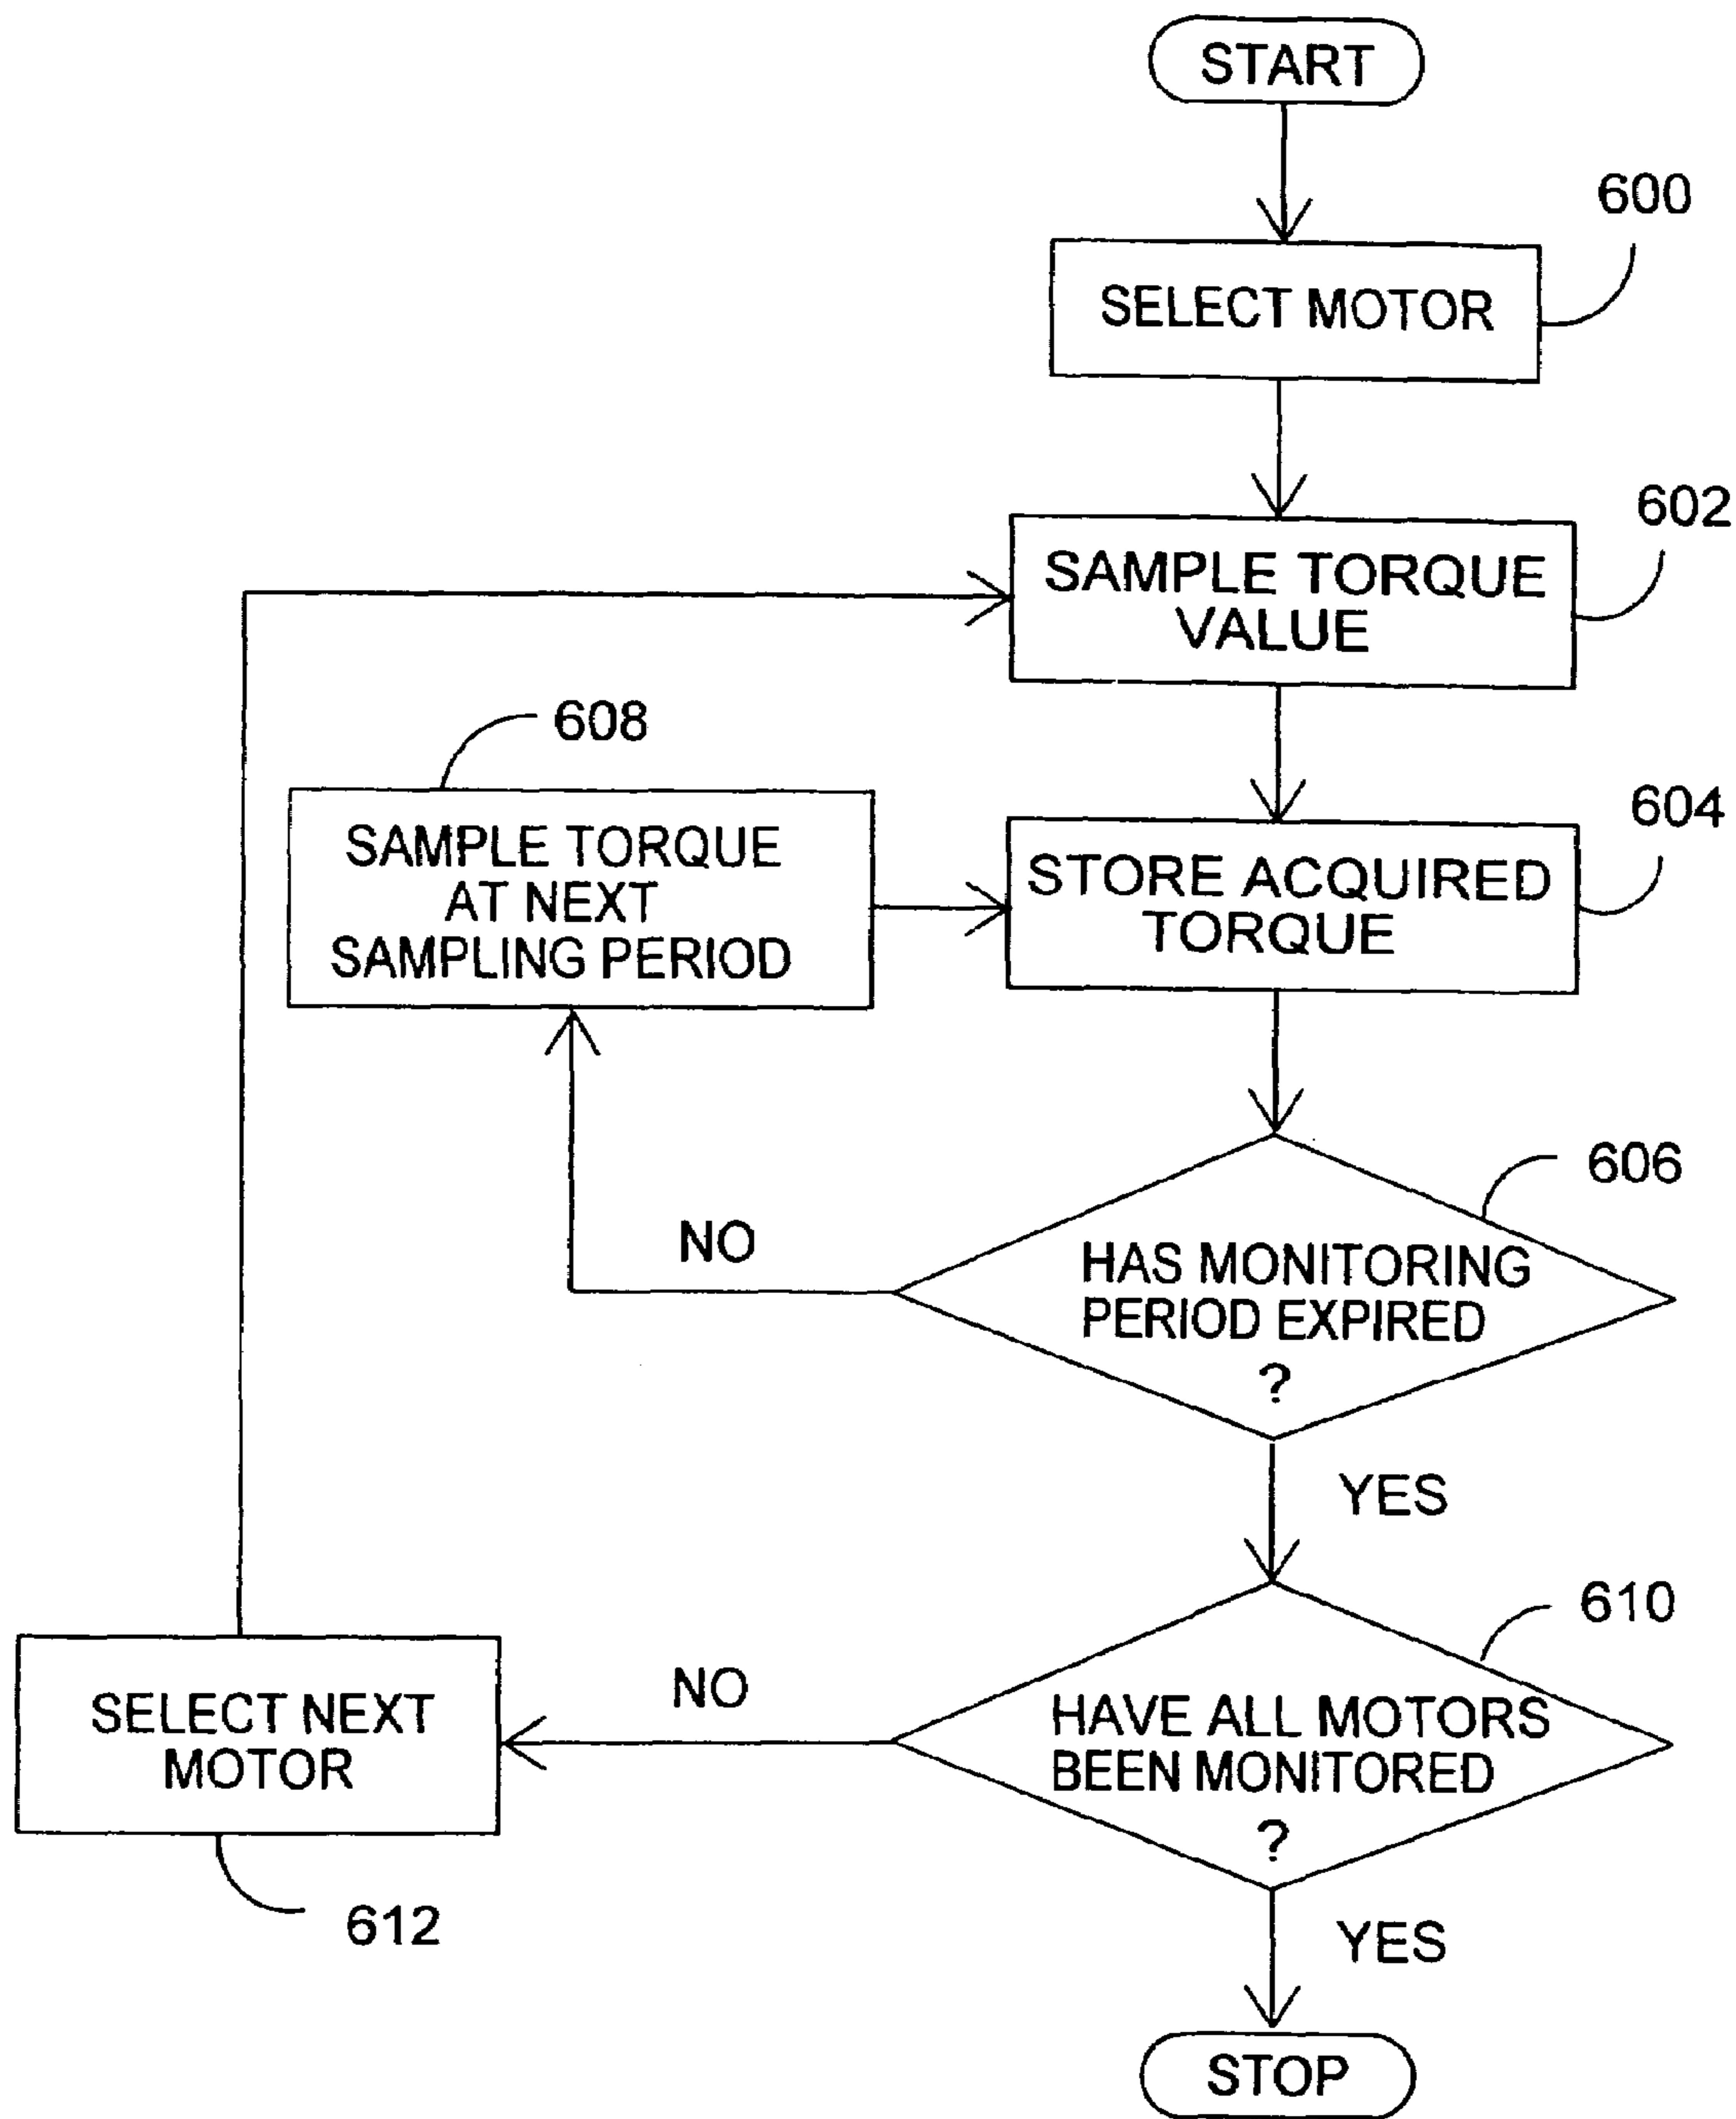 START
600
SELECT MOTOR
602
SAMPLE TORQUE
VALUE
608
SAMPLE TORQUE
AT NEXT
SAMPLING PERIOD
604
STORE ACQUIRED
TORQUE
606
NO
HAS MONITORING
PERIOD EXPIRED
?
YES
610
NO
HAVE ALL MOTORS
BEEN MONITORED
?
SELECT NEXT
MOTOR
612
YES
STOP